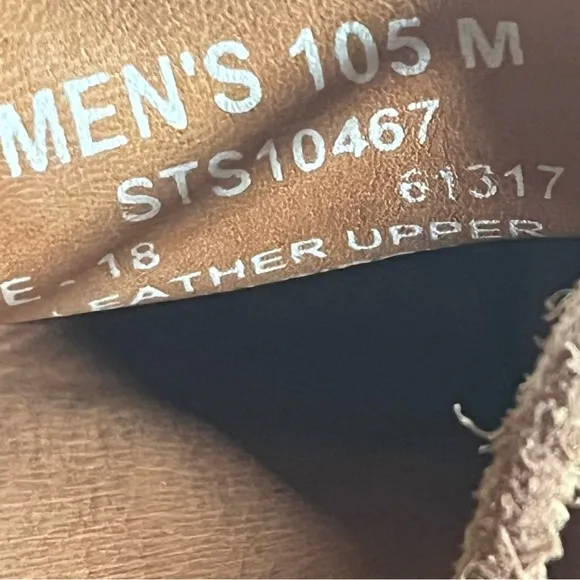 MEN'S 105 M
STS10467
61317
E - 18
LEATHER UPPER